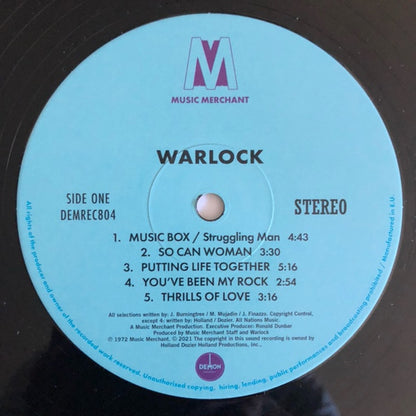 M
MUSIC MERCHANT
WARLOCK
SIDE ONE
DEMREC804
STEREO
1. MUSIC BOX / Struggling Man 4:43
2. SO CAN WOMAN 3:30
3. PUTTING LIFE TOGETHER 5:16
4. YOU'VE BEEN MY ROCK 2:54
5. THRILLS OF LOVE 3:16
All selections written by: J. Burningtme / M. Mujadin / J. Finazzo. Copyright Control,
except 4: written by: Holland / Dozier. All Nations Music.
A Music Merchant Production. Executive Producer: Ronald Dunbar
Produced by Music Merchant Staff and Warlock
℗ 1972 Music Merchant. © 2021 The copyright in this sound recording is owned by
Holland Dozier Holland Productions, Inc.,
DEMON
All rights of the producer and owner of the work reproduced reserved. Unauthorised copying, hiring, lending, public performances and broadcasting prohibited / Manufactured in E.U.